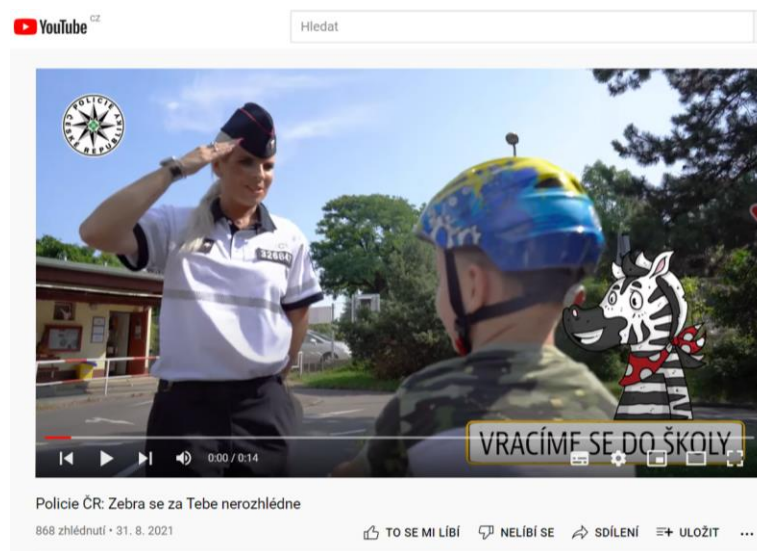 YouTube CZ
Hledat
POLICIE
ČESKÉ REPUBLIKY
VRACÍME SE DO ŠKOLY
0:00 / 0:14
Policie ČR: Zebra se za Tebe nerozhlédne
868 zhlédnutí • 31. 8. 2021
TO SE MI LÍBÍ
NELÍBÍ SE
SDÍLENÍ
ULOŽIT